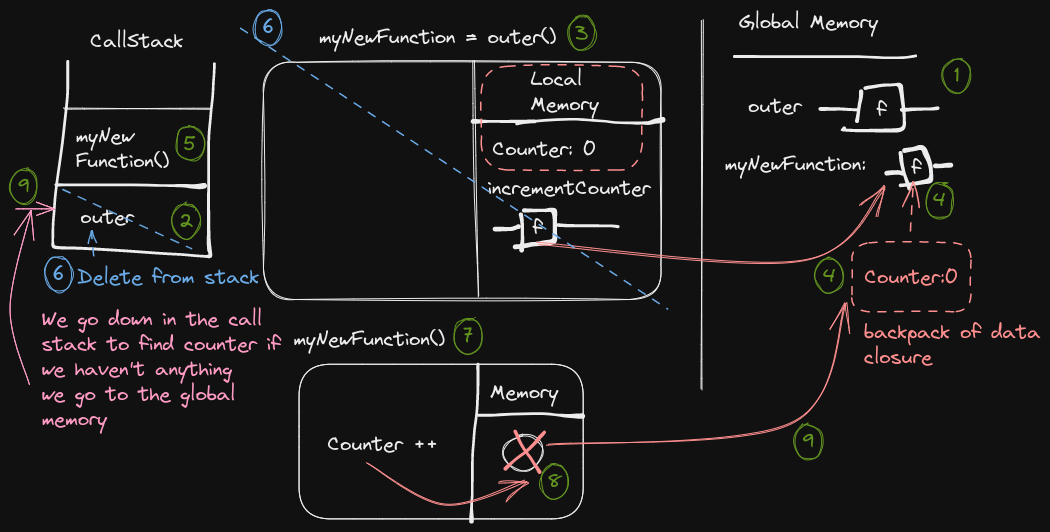 CallStack
myNew
Function()
5
9
outer
2
6
Delete from stack
We go down in the call
stack to find counter if
we haven't anything
we go to the global
memory
6
myNewFunction = outer()
3
Local
Memory
Counter: 0
incrementCounter
f
myNewFunction()
7
Memory
Counter ++
8
9
Global Memory
1
outer
f
myNewFunction:
f
4
4
Counter:0
backpack of data
closure